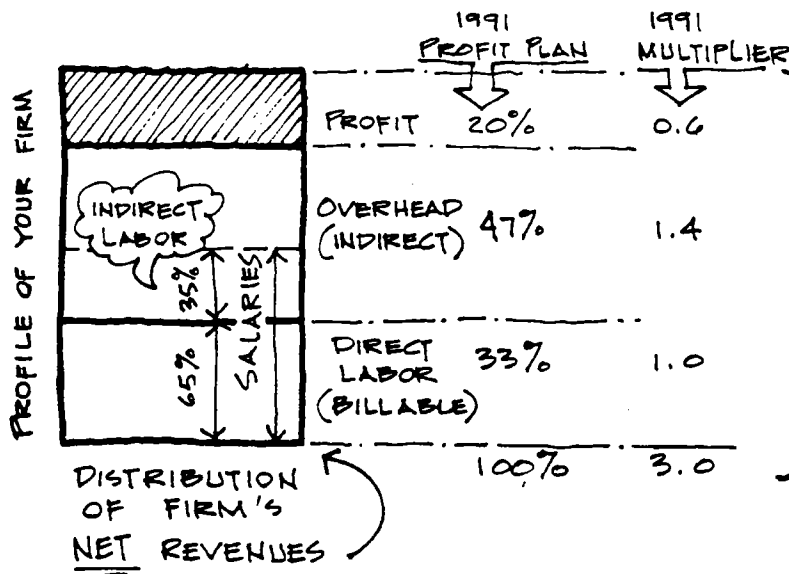 PROFILE OF YOUR FIRM
1991
PROFIT PLAN
1991
MULTIPLIER
PROFIT 20% 0.6
INDIRECT
LABOR
OVERHEAD
(INDIRECT) 47% 1.4
35%
65%
SALARIES
DIRECT
LABOR
(BILLABLE) 33% 1.0
100% 3.0
DISTRIBUTION
OF FIRM'S
NET REVENUES